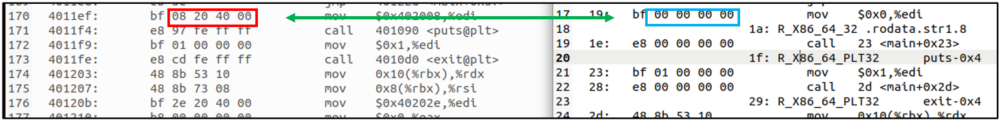 170 4011ef: bf 08 20 40 00 mov $0x402008,%edi
171 4011f4: e8 97 fe ff ff call 401090 <puts@plt>
172 4011f9: bf 01 00 00 00 mov $0x1,%edi
173 4011fe: e8 cd fe ff ff call 4010d0 <exit@plt>
174 401203: 48 8b 53 10 mov 0x10(%rbx),%rdx
175 401207: 48 8b 73 08 mov 0x8(%rbx),%rsi
176 40120b: bf 2e 20 40 00 mov $0x40202e,%edi
17 19: bf 00 00 00 00 mov $0x0,%edi
18 1a: R_X86_64_32 .rodata.str1.8
19 1e: e8 00 00 00 00 call 23 <main+0x23>
20 1f: R_X86_64_PLT32 puts-0x4
21 23: bf 01 00 00 00 mov $0x1,%edi
22 28: e8 00 00 00 00 call 2d <main+0x2d>
23 29: R_X86_64_PLT32 exit-0x4
24 2d: 48 8b 53 10 mov 0x10(%rbx),%rdx